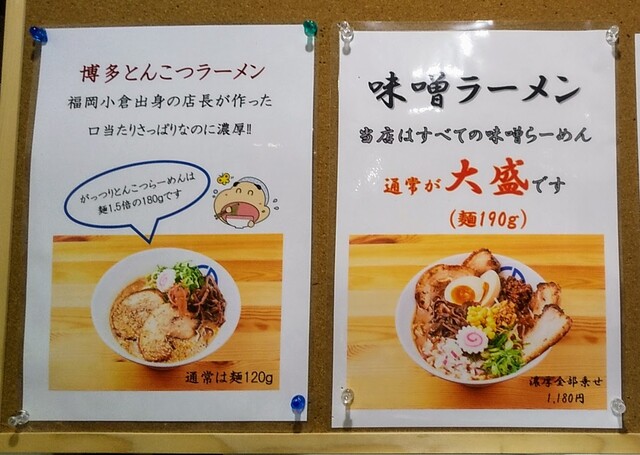 博多とんこつラーメン
福岡小倉出身の店長が作った
口当たりさっぱりなのに濃厚!!
がっつりとんこつらーめんは
麺1.5倍の180gです
通常は麺120g
味噌ラーメン
当店はすべての味噌らーめん
通常が大盛です
(麺190g)
濃厚全部乗せ
1,180円